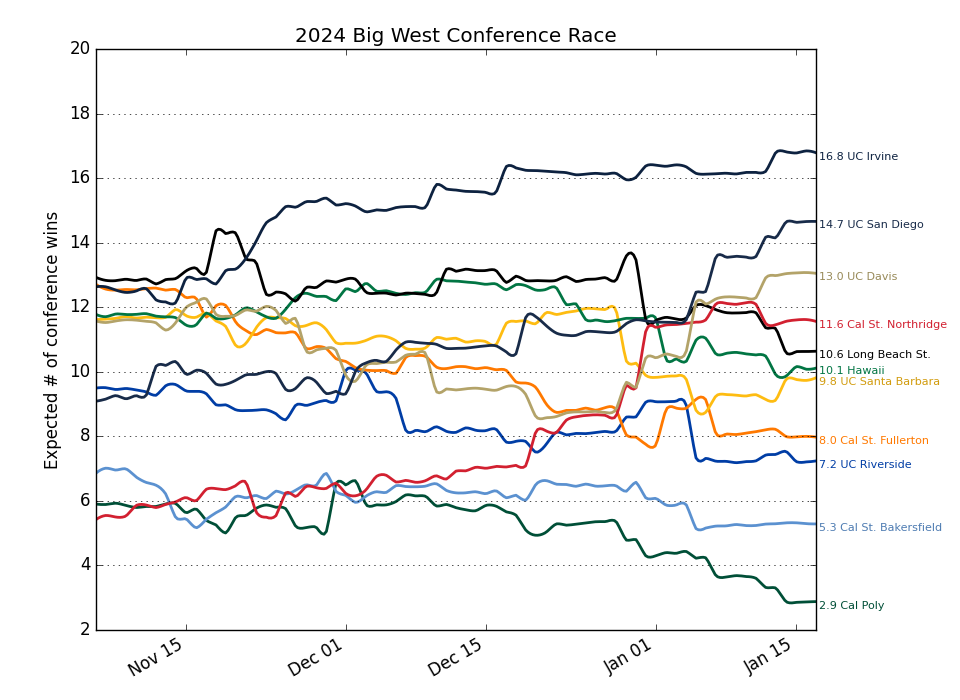 2024 Big West Conference Race
Expected # of conference wins
20
18
16
14
12
10
8
6
4
2
Nov 15
Dec 01
Dec 15
Jan 01
Jan 15
16.8 UC Irvine
14.7 UC San Diego
13.0 UC Davis
11.6 Cal St. Northridge
10.6 Long Beach St.
10.1 Hawaii
9.8 UC Santa Barbara
8.0 Cal St. Fullerton
7.2 UC Riverside
5.3 Cal St. Bakersfield
2.9 Cal Poly